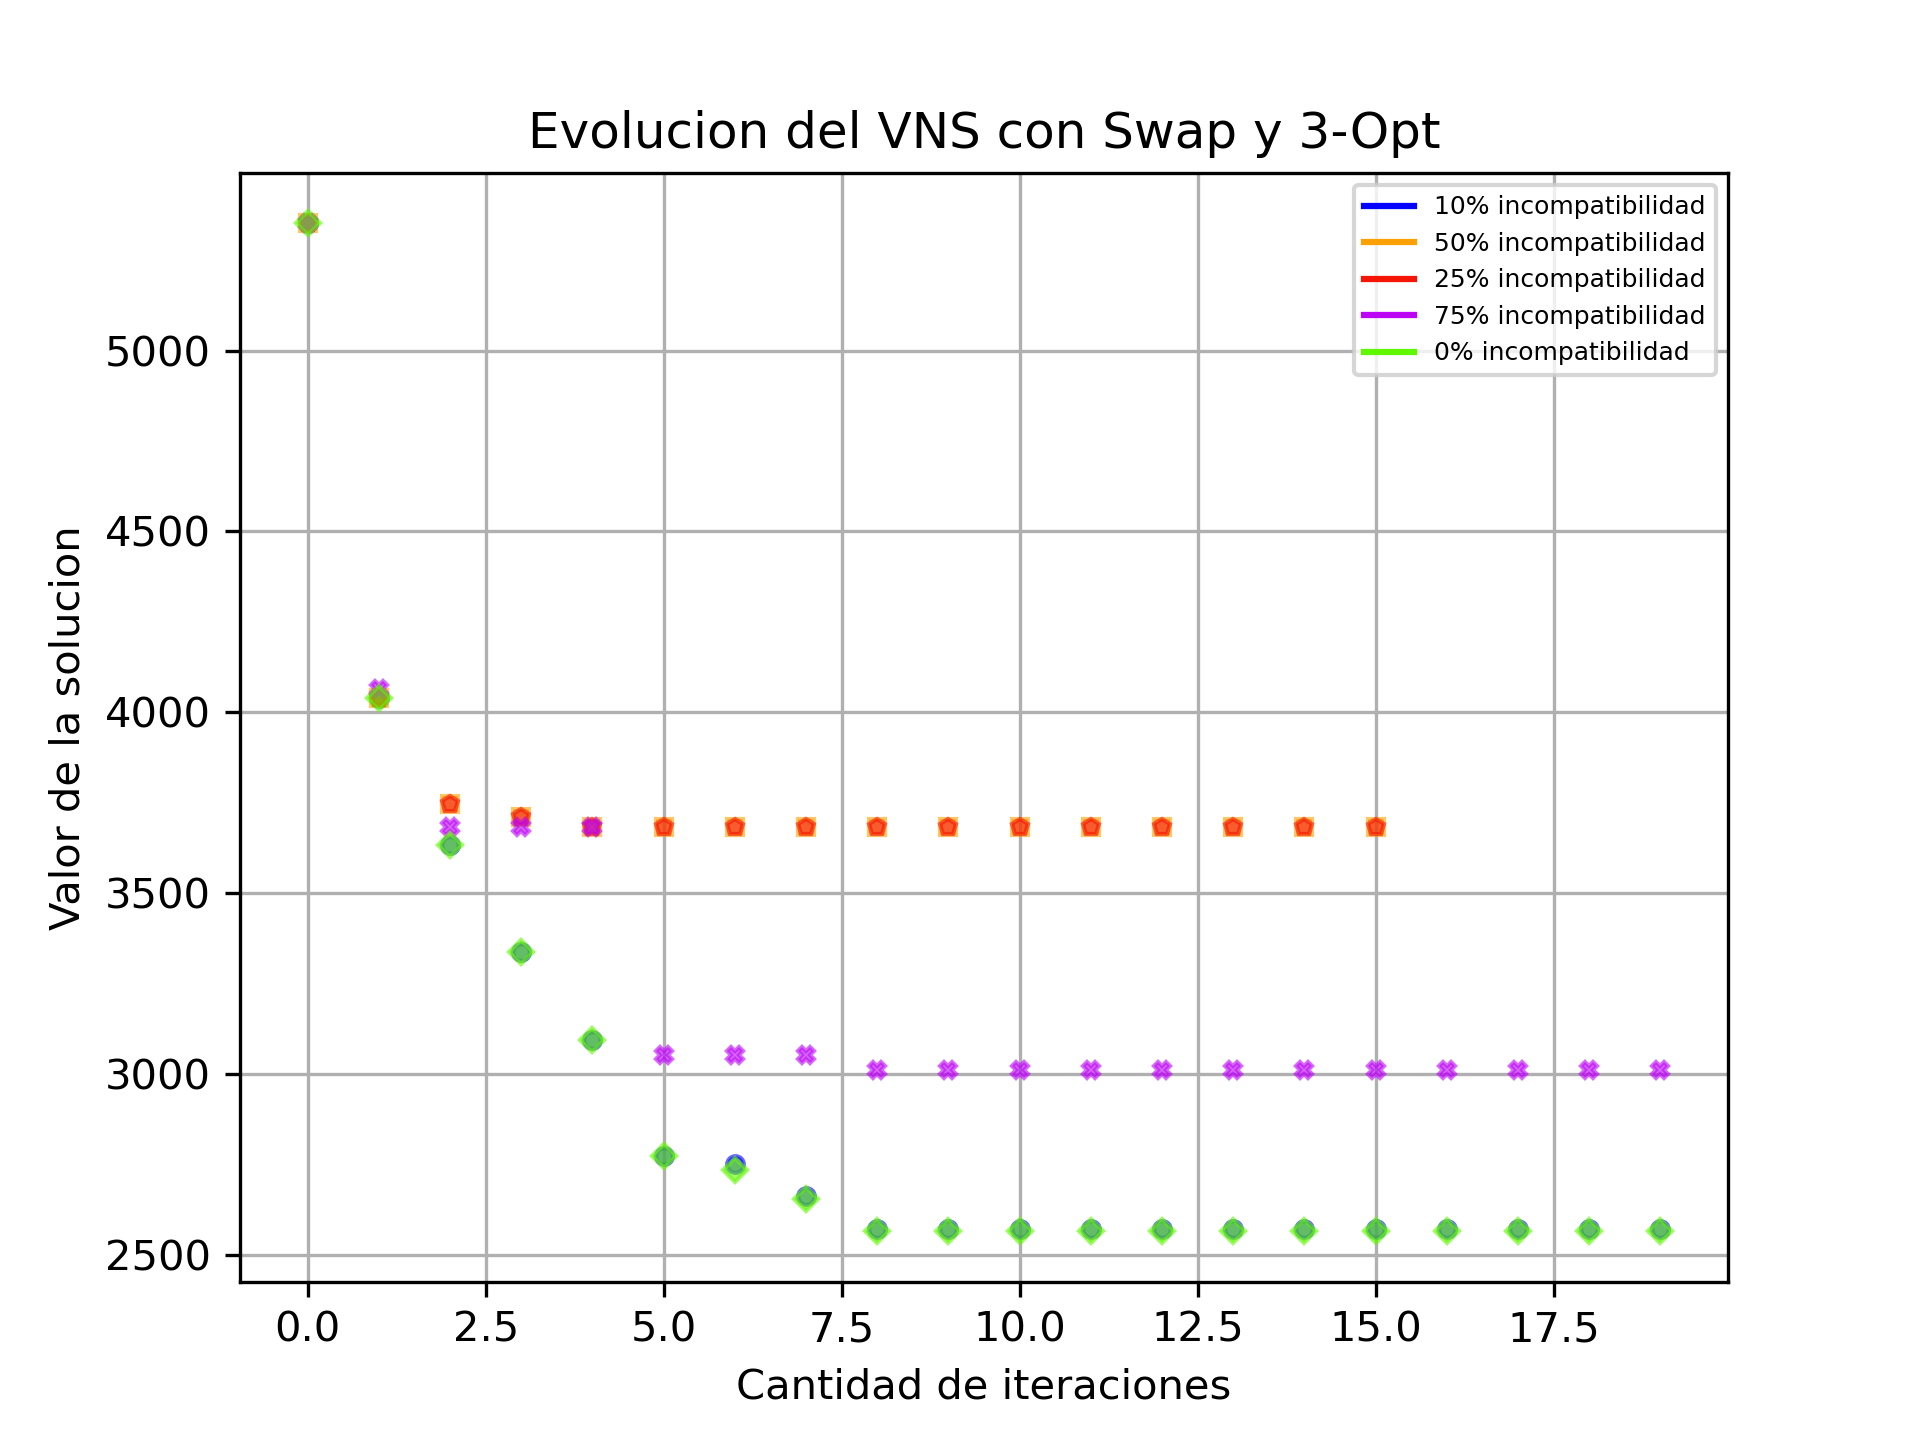 Evolucion del VNS con Swap y 3-Opt
10% incompatibilidad
50% incompatibilidad
25% incompatibilidad
75% incompatibilidad
0% incompatibilidad
Valor de la solucion
5000
4500
4000
3500
3000
2500
0.0 2.5 5.0 7.5 10.0 12.5 15.0 17.5
Cantidad de iteraciones